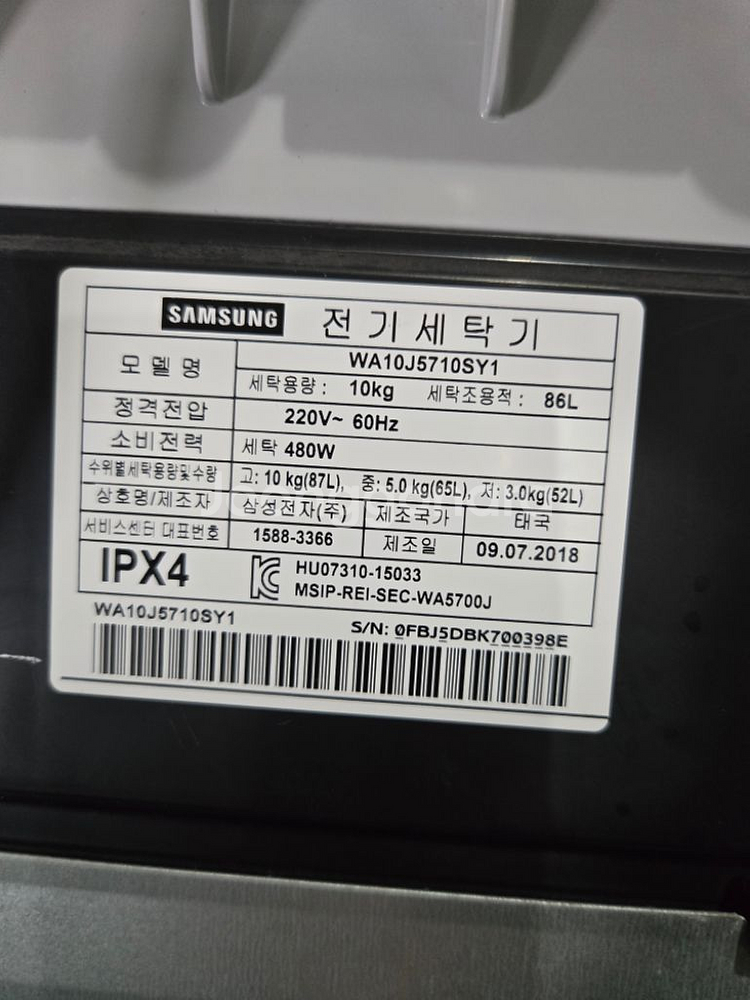 SAMSUNG 전기세탁기
모델명 WA10J5710SY1
세탁용량 : 10kg 세탁조용적 : 86L
정격전압 220V~ 60Hz
소비전력 세탁 480W
수위별세탁용량및수량 고: 10 kg(87L), 중: 5.0 kg(65L), 저: 3.0kg(52L)
상호명/제조자 삼성전자(주) 제조국가 태국
서비스센터 대표번호 1588-3366 제조일 09.07.2018
IPX4 HU07310-15033
MSIP-REI-SEC-WA5700J
WA10J5710SY1
S/N: 0FBJ5DBK700398E